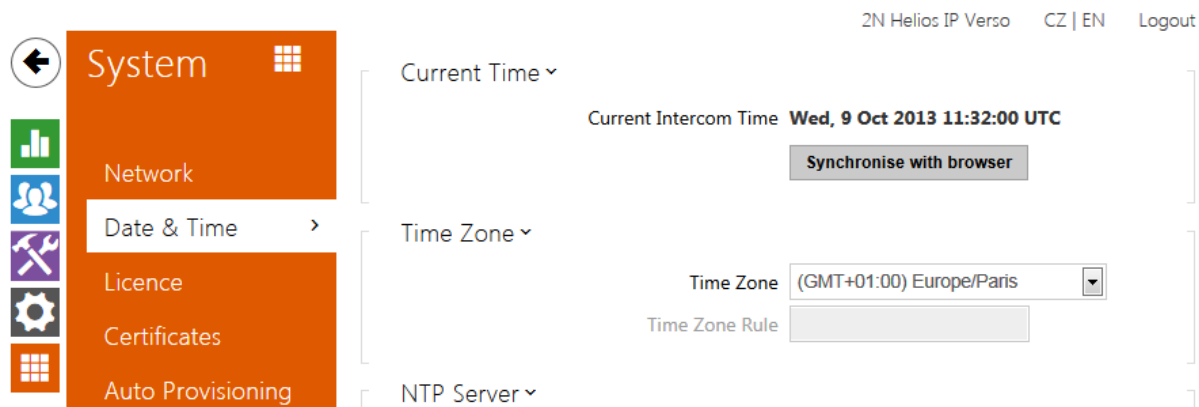 2N Helios IP Verso CZ | EN Logout
System
Network
Date & Time
Licence
Certificates
Auto Provisioning
Current Time
Current Intercom Time Wed, 9 Oct 2013 11:32:00 UTC
Synchronise with browser
Time Zone
Time Zone (GMT+01:00) Europe/Paris
Time Zone Rule
NTP Server